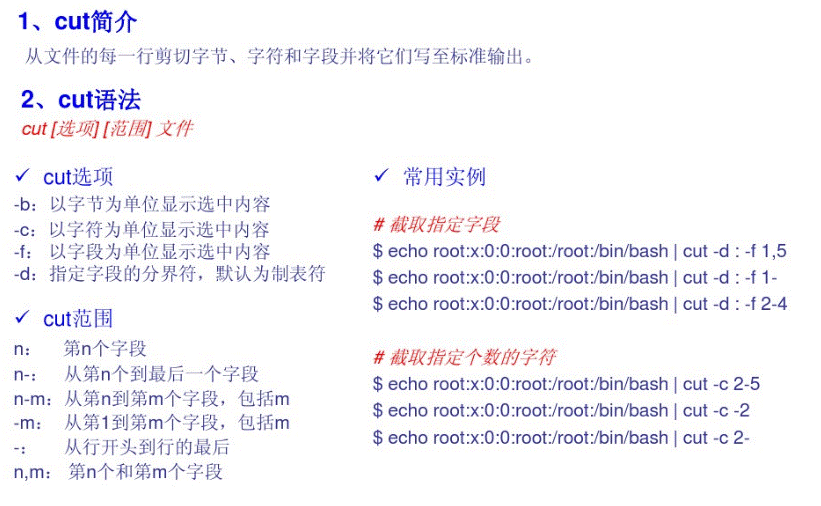 1、cut简介
从文件的每一行剪切字节、字符和字段并将它们写至标准输出。
2、cut语法
cut [选项] [范围] 文件
✓ cut选项
-b：以字节为单位显示选中内容
-c：以字符为单位显示选中内容
-f：以字段为单位显示选中内容
-d：指定字段的分界符，默认为制表符
✓ cut范围
n： 第n个字段
n-： 从第n个到最后一个字段
n-m：从第n到第m个字段，包括m
-m： 从第1到第m个字段，包括m
-： 从行开头到行的最后
n,m： 第n个和第m个字段
✓ 常用实例
# 截取指定字段
$ echo root:x:0:0:root:/root:/bin/bash | cut -d : -f 1,5
$ echo root:x:0:0:root:/root:/bin/bash | cut -d : -f 1-
$ echo root:x:0:0:root:/root:/bin/bash | cut -d : -f 2-4
# 截取指定个数的字符
$ echo root:x:0:0:root:/root:/bin/bash | cut -c 2-5
$ echo root:x:0:0:root:/root:/bin/bash | cut -c -2
$ echo root:x:0:0:root:/root:/bin/bash | cut -c 2-